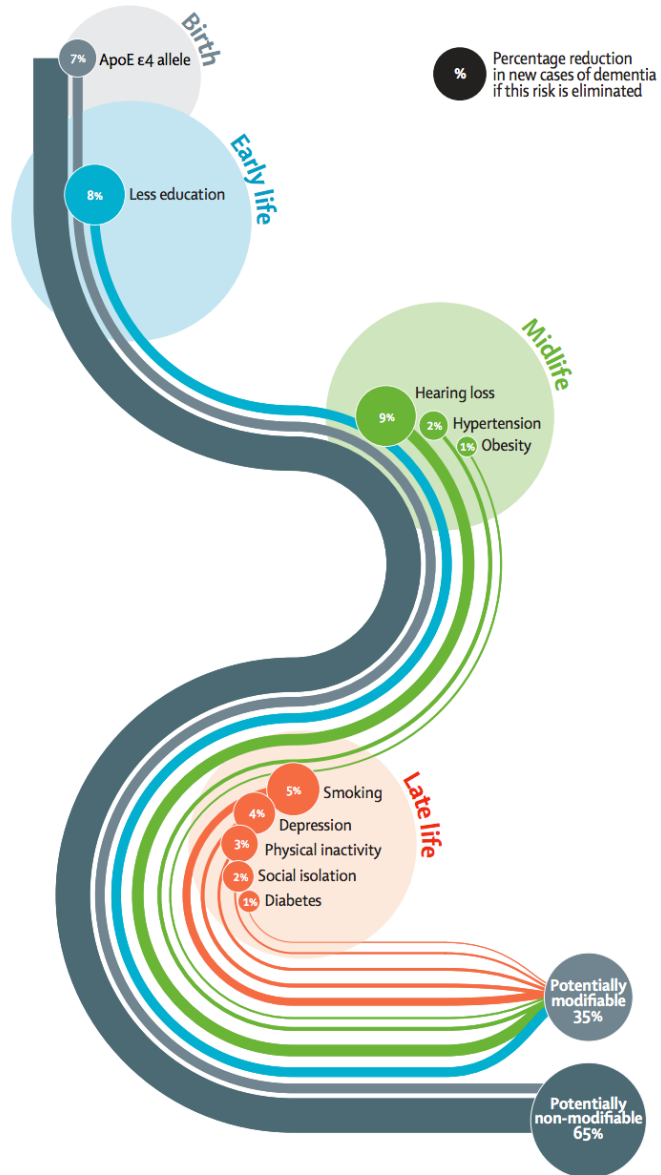 Birth
7%
ApoE ε4 allele
%
Percentage reduction
in new cases of dementia
if this risk is eliminated
Early life
8%
Less education
Midlife
Hearing loss
9%
2%
Hypertension
1%
Obesity
Late life
5%
Smoking
4%
Depression
3%
Physical inactivity
2%
Social isolation
1%
Diabetes
Potentially
modifiable
35%
Potentially
non-modifiable
65%